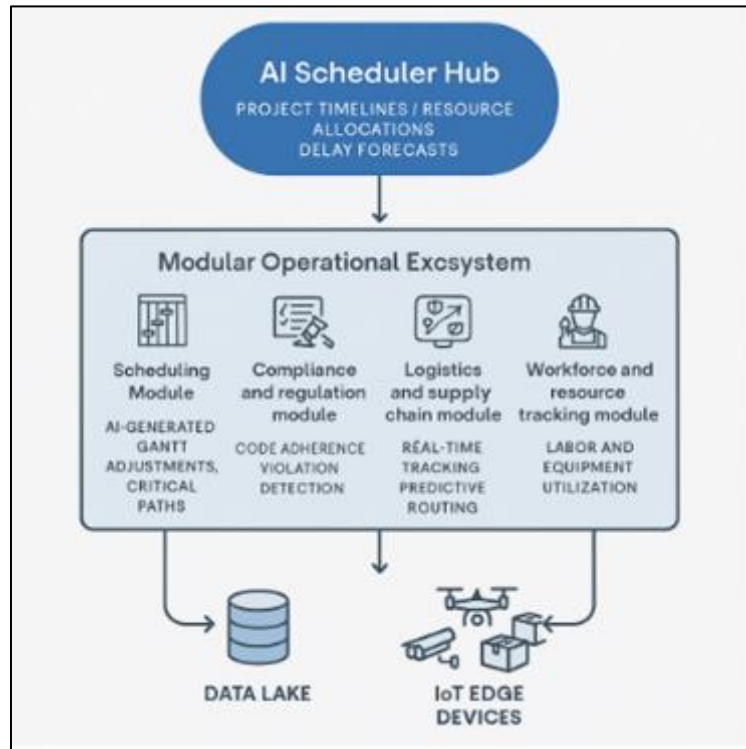 AI Scheduler Hub
PROJECT TIMELINES / RESOURCE
ALLOCATIONS
DELAY FORECASTS
Modular Operational Excsystem
Scheduling
Module
AI-GENERATED
GANTT
ADJUSTMENTS,
CRITICAL
PATHS
Compliance
and regulation
module
CODE ADHERENCE
VIOLATION
DETECTION
Logistics
and supply
chain module
RÉAL-TIME
TRACKING
PREDICTIVE
ROUTING
Workforce and
resource
tracking module
LABOR AND
EQUIPMENT
UTILIZATION
DATA LAKE
IoT EDGE
DEVICES